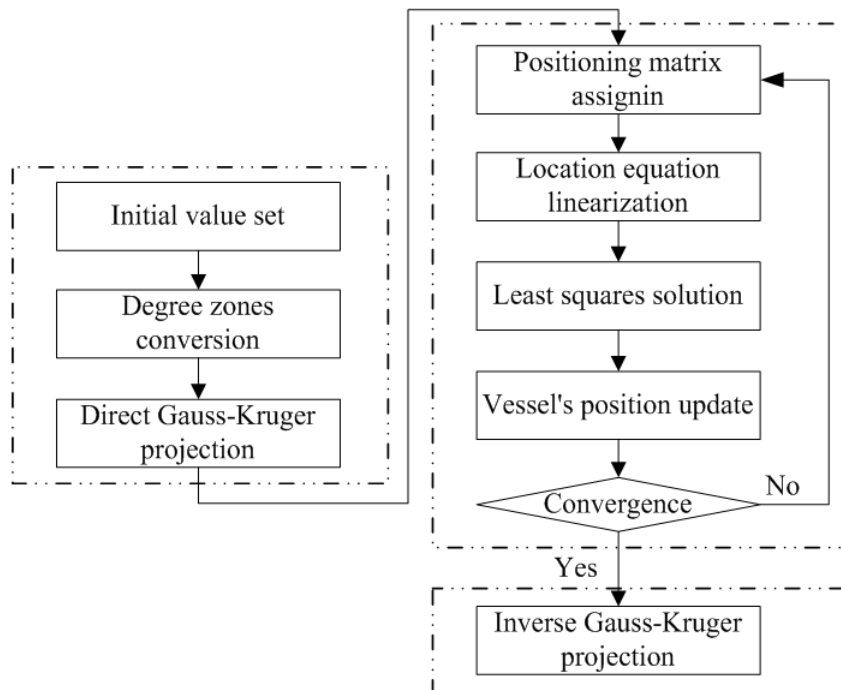 Initial value set
Degree zones
conversion
Direct Gauss-Kruger
projection
Positioning matrix
assignin
Location equation
linearization
Least squares solution
Vessel's position update
Convergence
No
Yes
Inverse Gauss-Kruger
projection